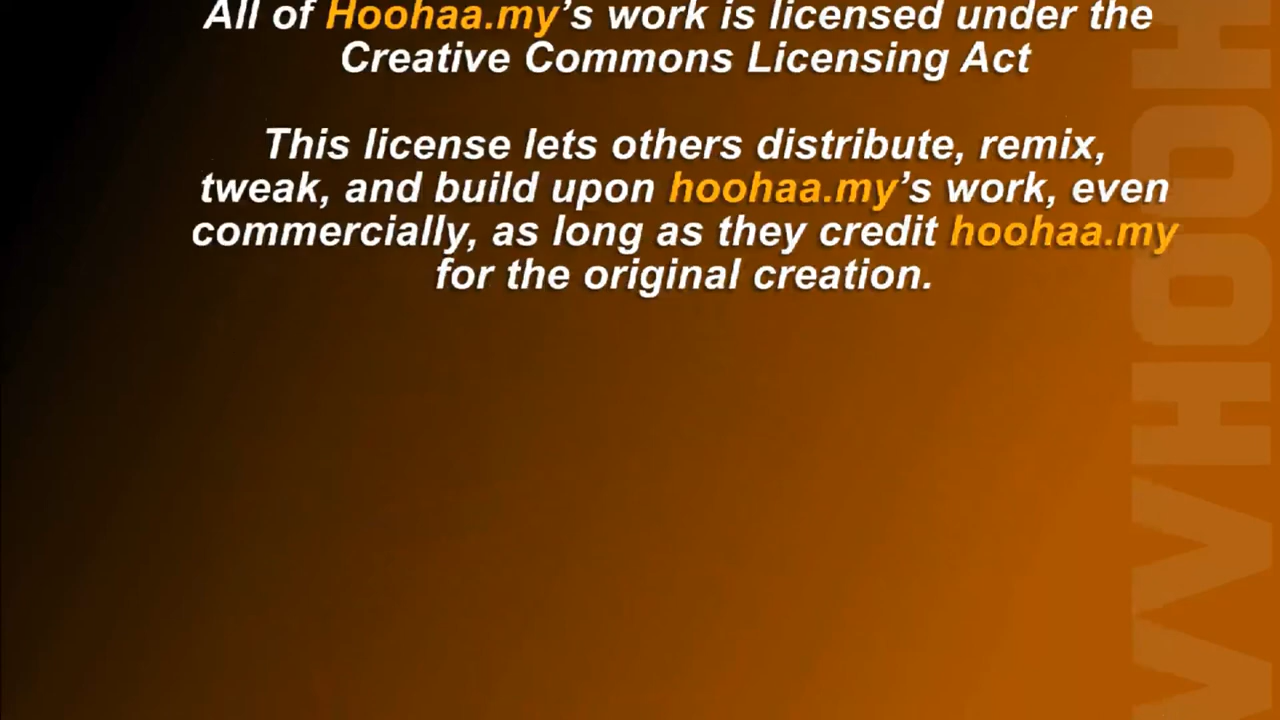 All of Hoohaa.my’s work is licensed under the
Creative Commons Licensing Act
This license lets others distribute, remix,
tweak, and build upon hoohaa.my’s work, even
commercially, as long as they credit hoohaa.my
for the original creation.
WHOOH